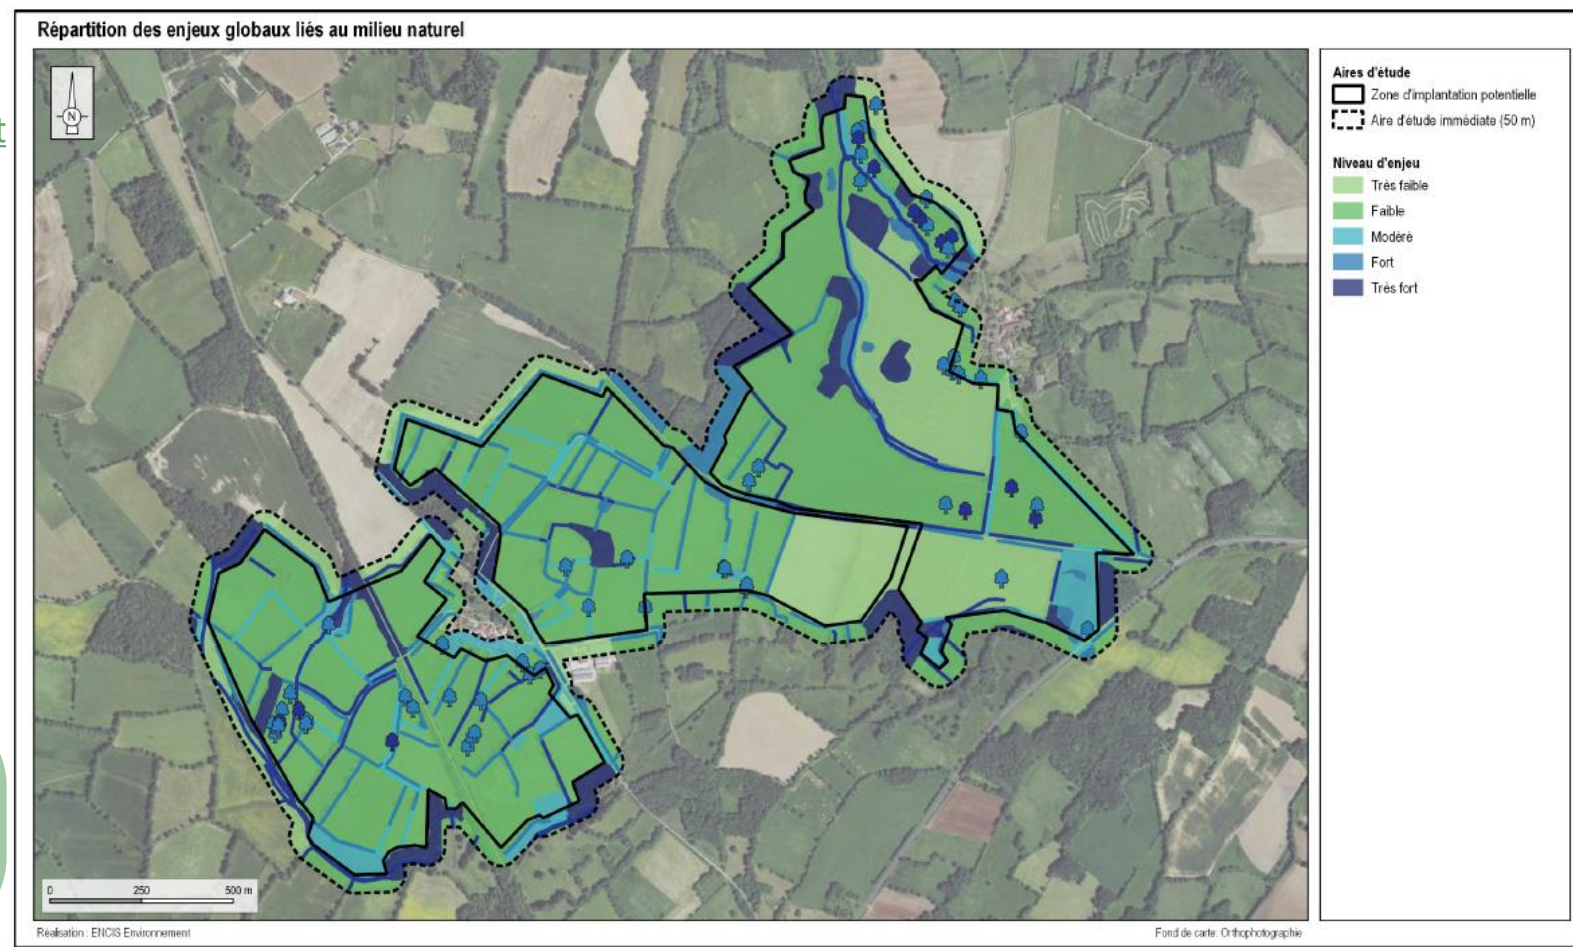 Répartition des enjeux globaux liés au milieu naturel
t
N
Aires d'étude
Zone d'implantation potentielle
Aire d'étude immédiate (50 m)
Niveau d'enjeu
Très faible
Faible
Modéré
Fort
Très fort
0 250 500 m
Réalisation : ENCIS Environnement
Fond de carte: Orthophotographie